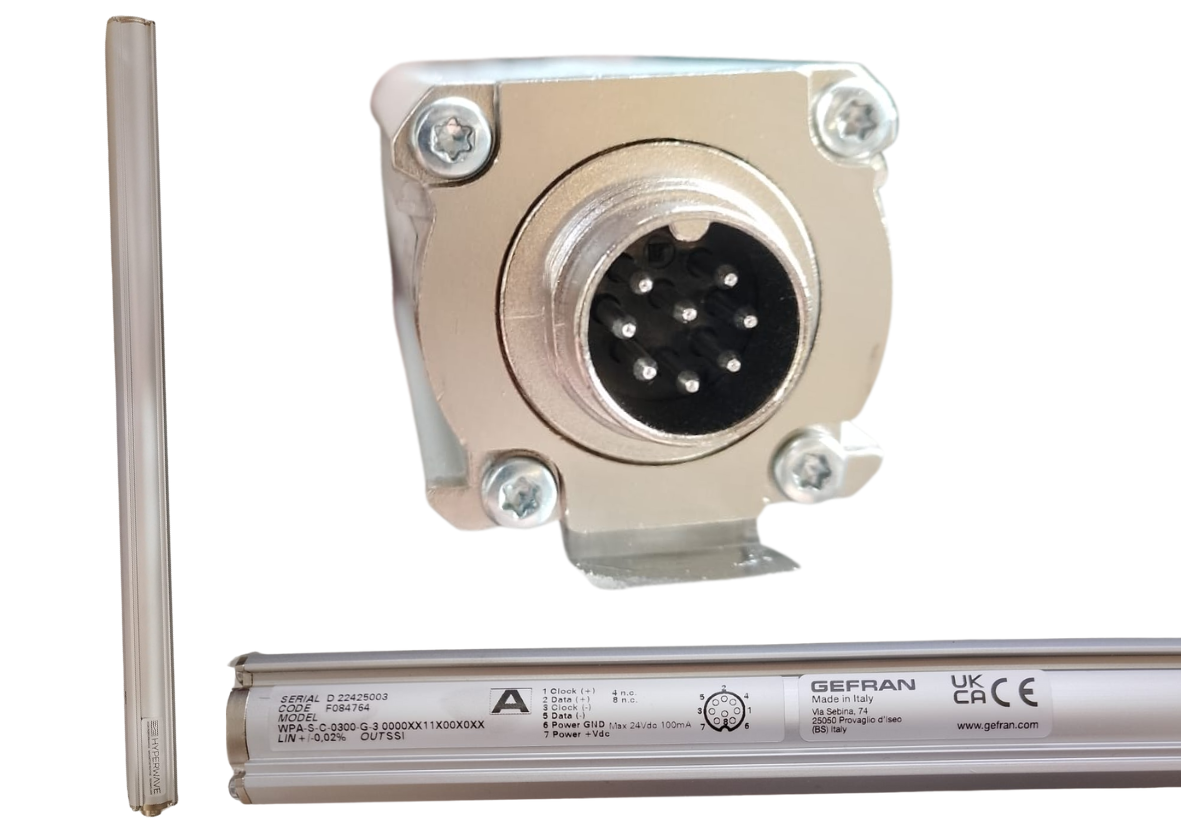 HYPERWAVE
SERIAL D 22425003
CODE F084764
MODEL
WPA-S-C-0300-G-3 0000XX11X00X0XX
LIN +/-0,02% OUTSSI
A
1 Clock (+) 4 n.c.
2 Data (+) 8 n.c.
3 Clock (-)
5 Data (-)
6 Power GND Max 24Vdc 100mA
7 Power +Vdc
2
5 4
3 1
8
7 6
GEFRAN
Made in Italy
Via Sebina, 74
25050 Provaglio d'Iseo
(BS) Italy
UK
CA CE
www.gefran.com